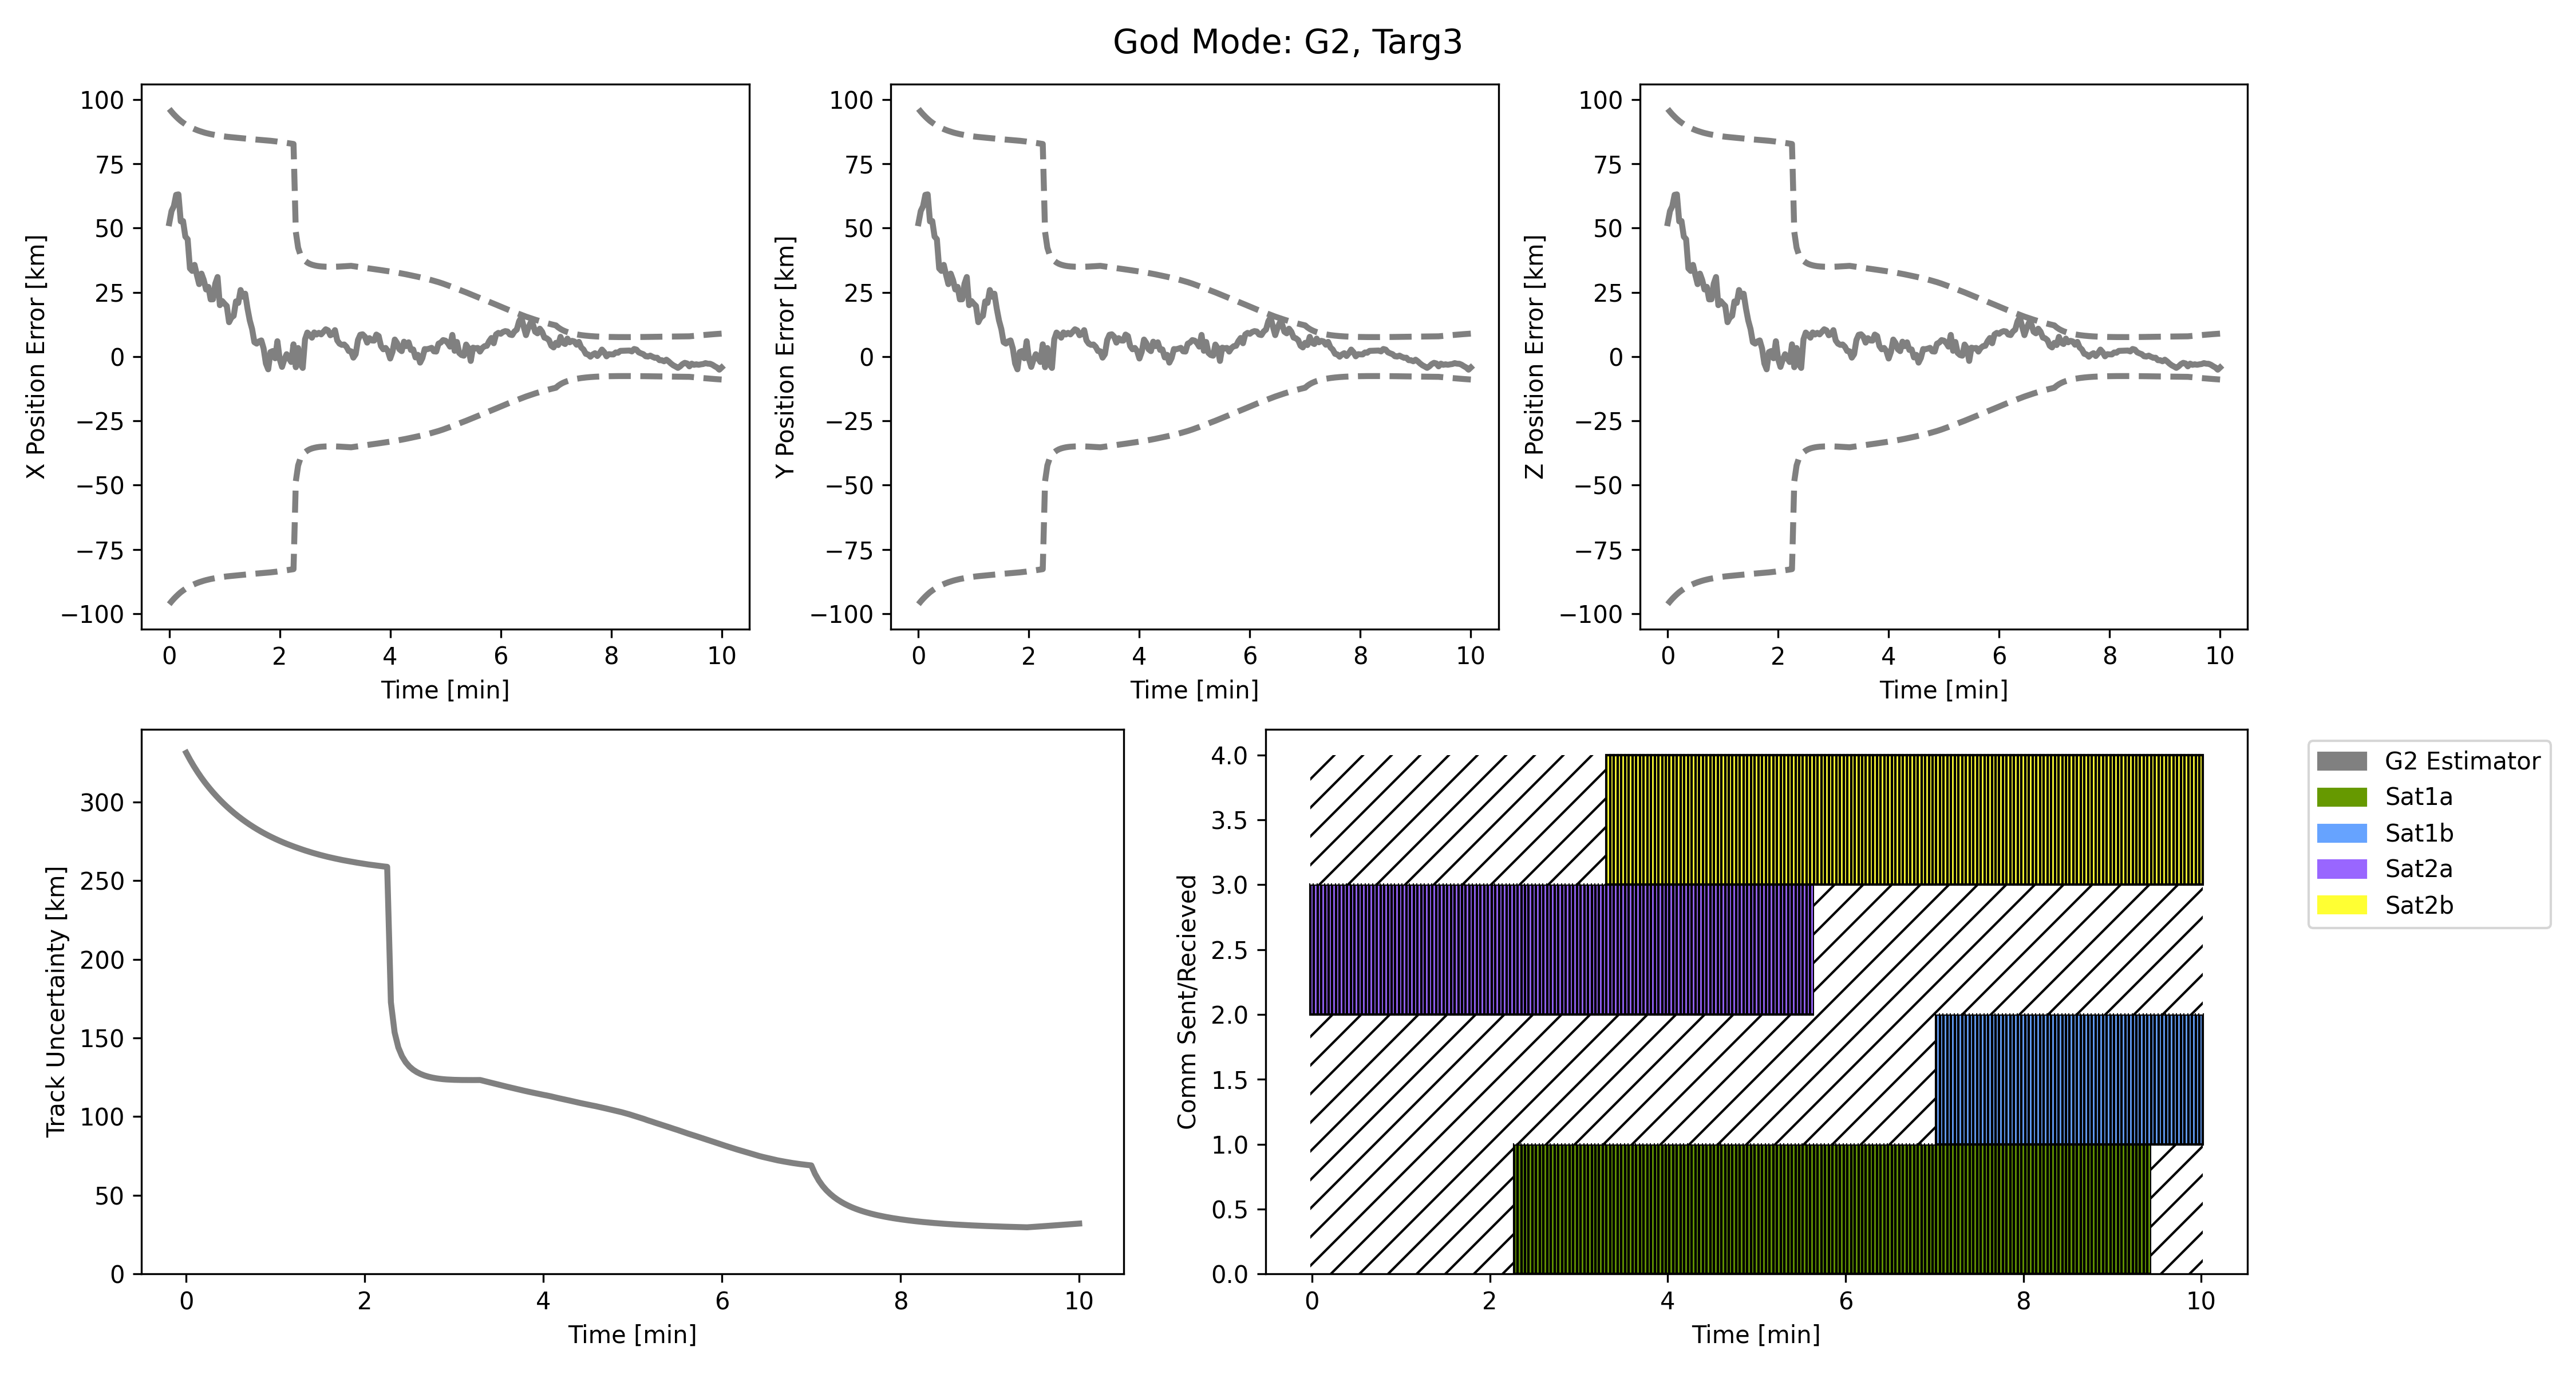 God Mode: G2, Targ3
100
75
50
25
0
−25
−50
−75
−100
X Position Error [km]
0 2 4 6 8 10
Time [min]
100
75
50
25
0
−25
−50
−75
−100
Y Position Error [km]
0 2 4 6 8 10
Time [min]
100
75
50
25
0
−25
−50
−75
−100
Z Position Error [km]
0 2 4 6 8 10
Time [min]
300
250
200
150
100
50
0
Track Uncertainty [km]
0 2 4 6 8 10
Time [min]
4.0
3.5
3.0
2.5
2.0
1.5
1.0
0.5
0.0
Comm Sent/Recieved
0 2 4 6 8 10
Time [min]
G2 Estimator
Sat1a
Sat1b
Sat2a
Sat2b